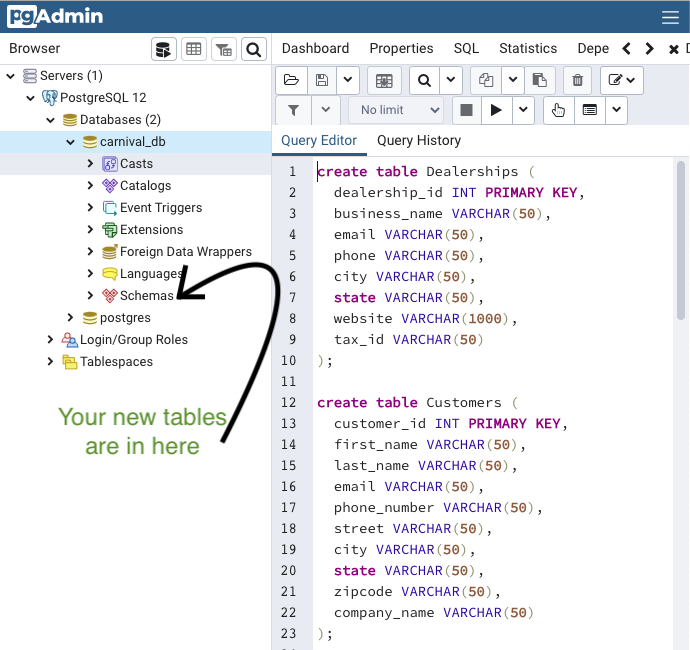 pgAdmin
Browser
Dashboard Properties SQL Statistics Depe D
Servers (1)
PostgreSQL 12
Databases (2)
carnival_db
Casts
Catalogs
Event Triggers
Extensions
Foreign Data Wrappers
Languages
Schemas
postgres
Login/Group Roles
Tablespaces
Your new tables
are in here
No limit
Query Editor Query History
1 create table Dealerships (
2 dealership_id INT PRIMARY KEY,
3 business_name VARCHAR(50),
4 email VARCHAR(50),
5 phone VARCHAR(50),
6 city VARCHAR(50),
7 state VARCHAR(50),
8 website VARCHAR(1000),
9 tax_id VARCHAR(50)
10 );
11
12 create table Customers (
13 customer_id INT PRIMARY KEY,
14 first_name VARCHAR(50),
15 last_name VARCHAR(50),
16 email VARCHAR(50),
17 phone_number VARCHAR(50),
18 street VARCHAR(50),
19 city VARCHAR(50),
20 state VARCHAR(50),
21 zipcode VARCHAR(50),
22 company_name VARCHAR(50)
23 );